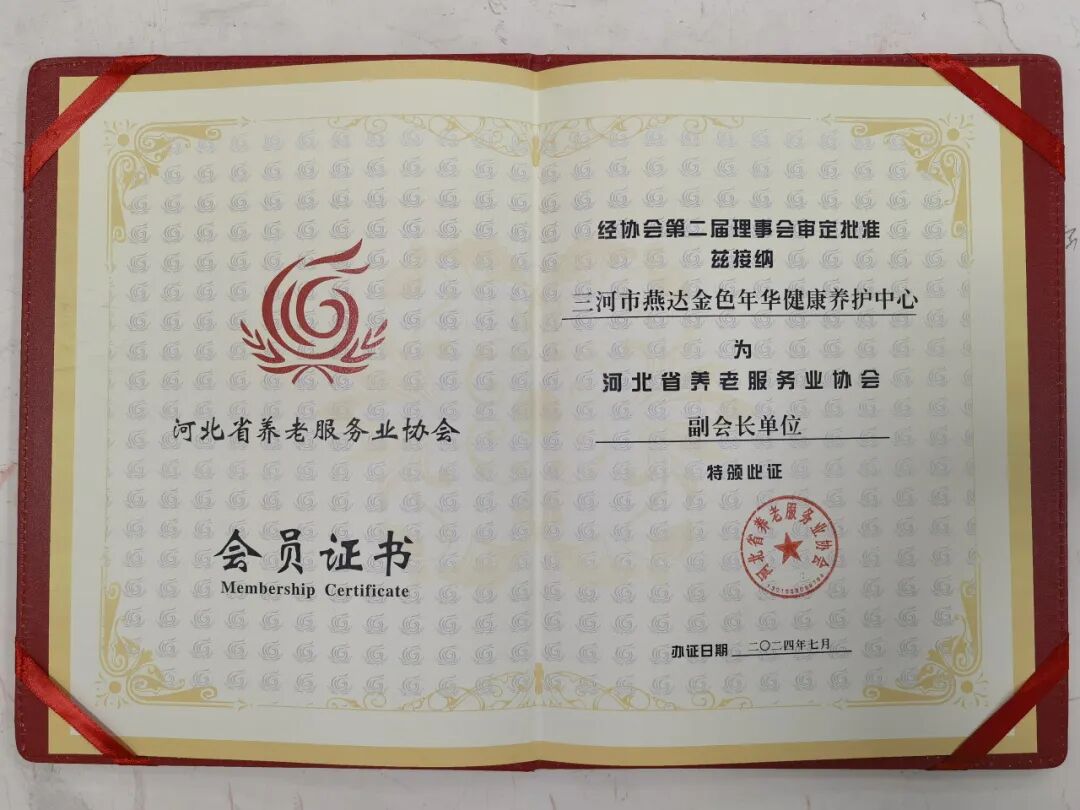 河北省养老服务业协会
会员证书
Membership Certificate
经协会第二届理事会审定批准
兹接纳
三河市燕达金色年华健康养护中心
为
河北省养老服务业协会
副会长单位
特颁此证
河北省养老服务业协会
办证日期 二〇二四年七月